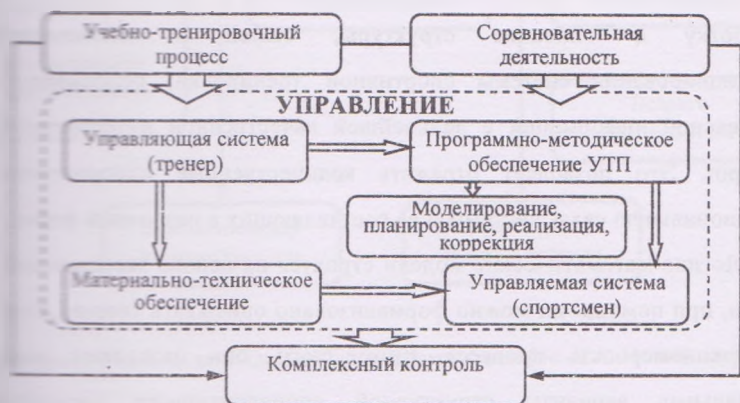 Учебно-тренировочный
процесс
Соревновательная
деятельность
УПРАВЛЕНИЕ
Управляющая система
(тренер)
Программно-методическое
обеспечение УТП
Моделирование,
планирование, реализация,
коррекция
Материально-техническое
обеспечение
Управляемая система
(спортсмен)
Комплексный контроль